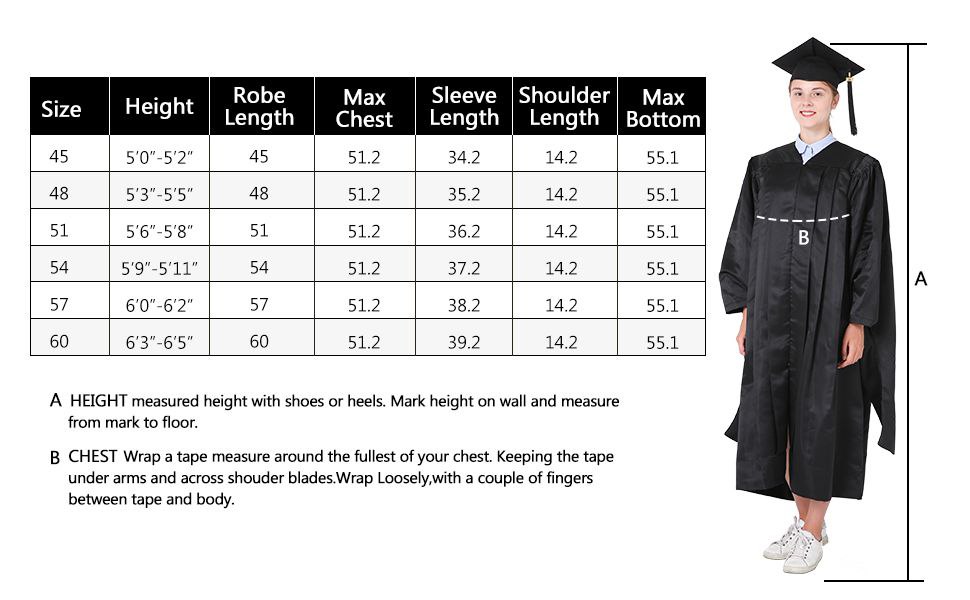 Size Height Robe Length Max Chest Sleeve Length Shoulder Length Max Bottom
45 5’0”-5’2” 45 51.2 34.2 14.2 55.1
48 5’3”-5’5” 48 51.2 35.2 14.2 55.1
51 5’6”-5’8” 51 51.2 36.2 14.2 55.1
54 5’9”-5’11” 54 51.2 37.2 14.2 55.1
57 6’0”-6’2” 57 51.2 38.2 14.2 55.1
60 6’3”-6’5” 60 51.2 39.2 14.2 55.1
A HEIGHT measured height with shoes or heels. Mark height on wall and measure
from mark to floor.
B CHEST Wrap a tape measure around the fullest of your chest. Keeping the tape
under arms and across shouder blades.Wrap Loosely,with a couple of fingers
between tape and body.
B
A